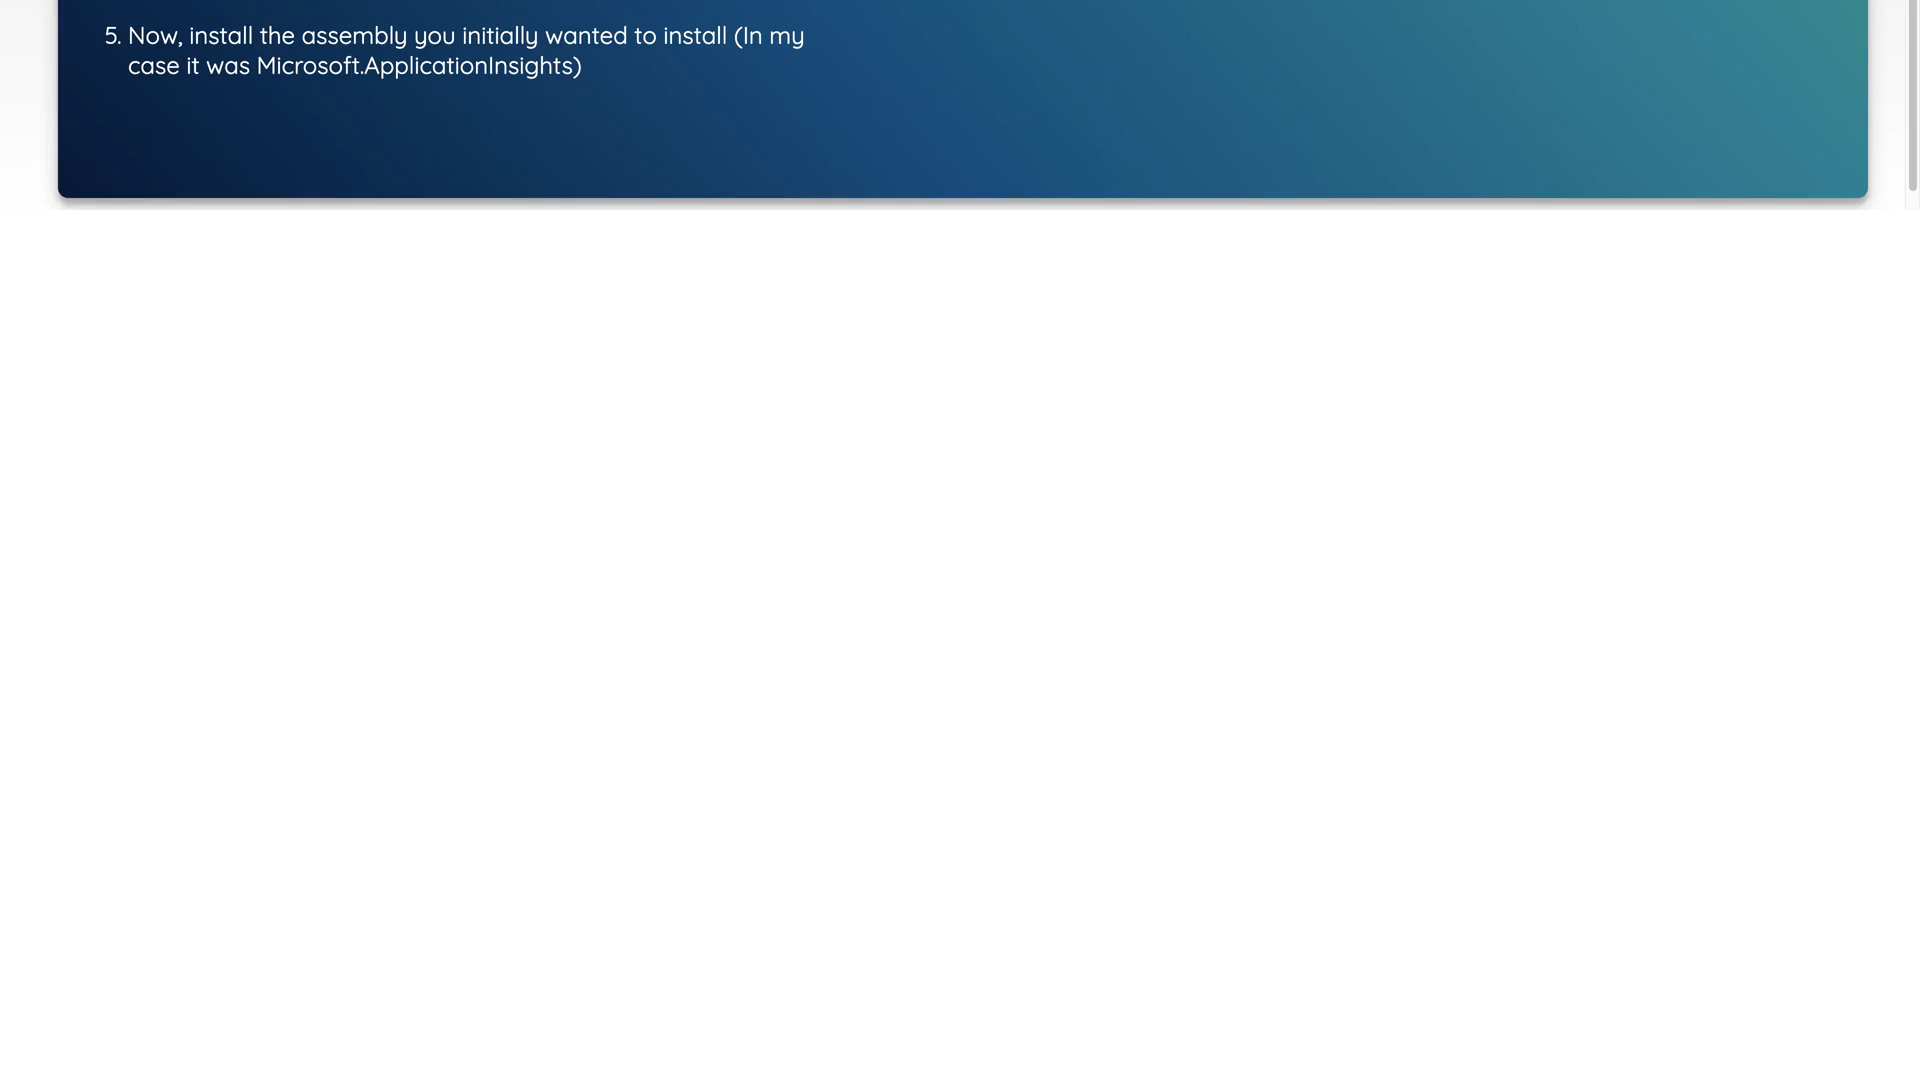 5. Now, install the assembly you initially wanted to install (In my
case it was Microsoft.ApplicationInsights)